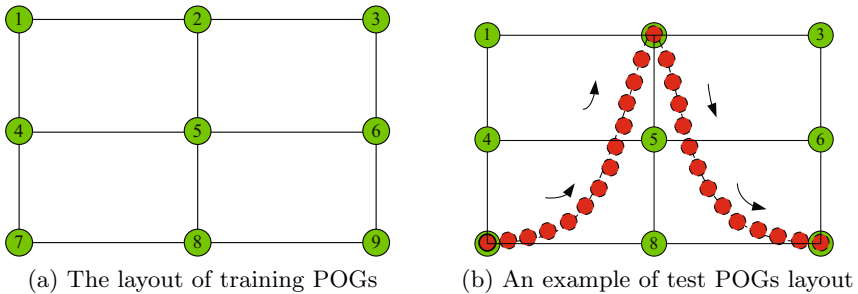 1 2 3
4 5 6
7 8 9
(a) The layout of training POGs
1 3
4 5 6
8
(b) An example of test POGs layout